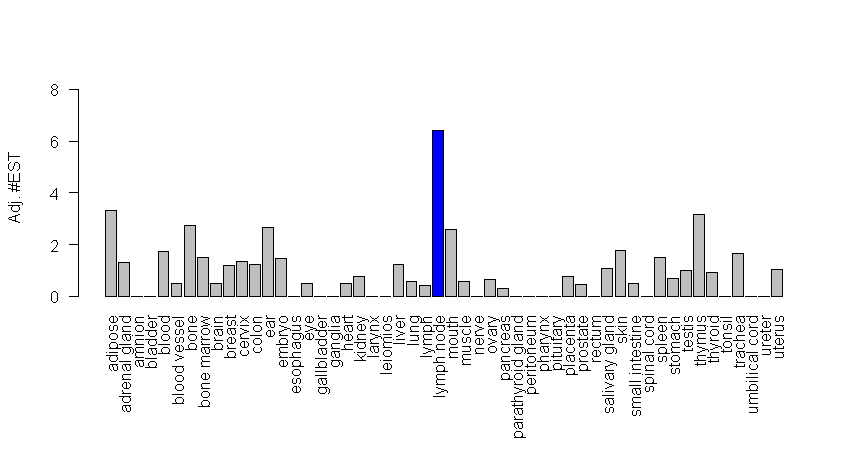 Adj. #EST
8
6
4
2
0
adipose
adrenal gland
amnion
bladder
blood
blood vessel
bone
bone marrow
brain
breast
cervix
colon
ear
embryo
esophagus
eye
gallbladder
ganglia
heart
kidney
larynx
leiomios
liver
lung
lymph
lymph node
mouth
muscle
nerve
ovary
pancreas
parathyroid gland
peritoneum
pharynx
pituitary
placenta
prostate
rectum
salivary gland
skin
small intestine
spinal cord
spleen
stomach
testis
thymus
thyroid
tonsil
trachea
umbilical cord
ureter
uterus